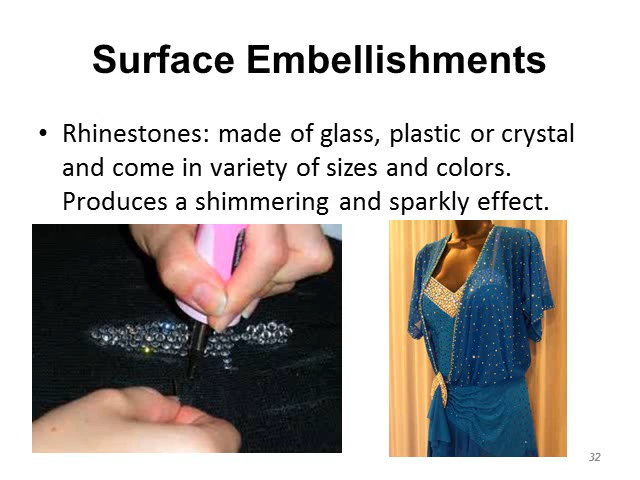 Surface Embellishments
• Rhinestones: made of glass, plastic or crystal
and come in variety of sizes and colors.
Produces a shimmering and sparkly effect.
32